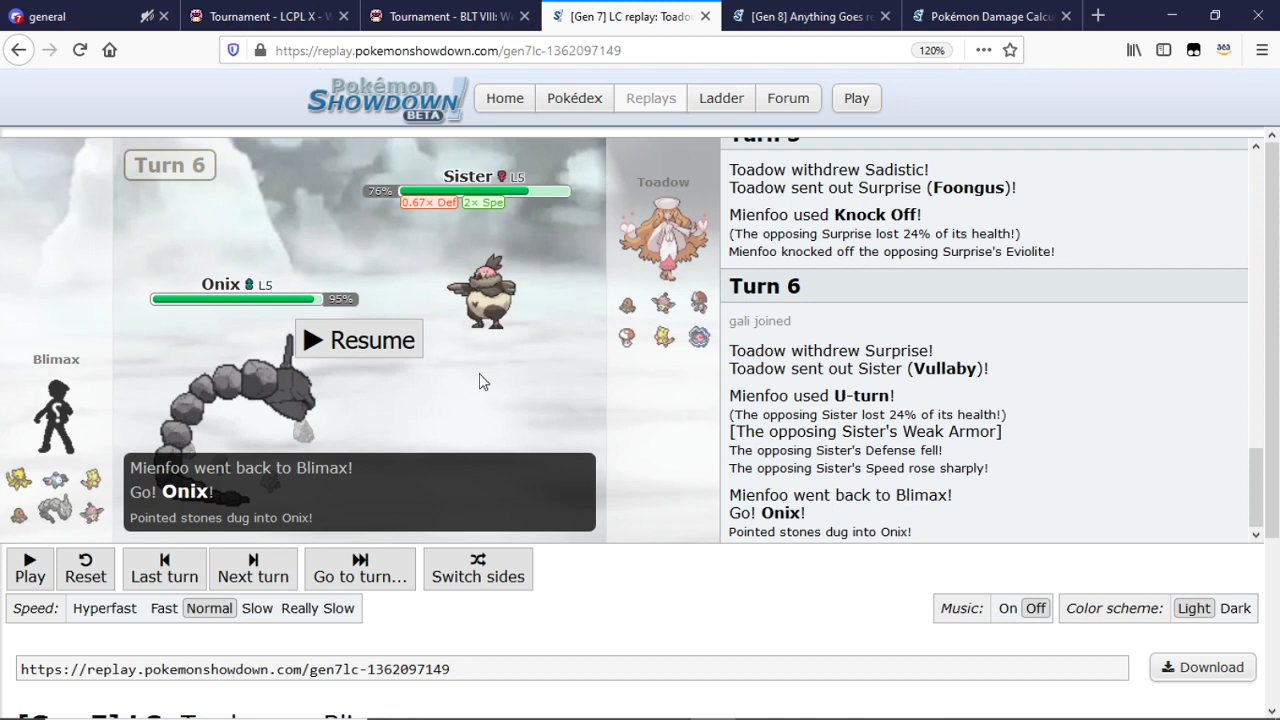 general
Tournament - LCPL X - W
Tournament - BLT VIII: We
[Gen 7] LC replay: Toadow
[Gen 8] Anything Goes re
Pokémon Damage Calcu
https://replay.pokemonshowdown.com/gen7lc-1362097149
120%
Pokémon
SHOWDOWN!
BETA
Home
Pokédex
Replays
Ladder
Forum
Play
Turn 6
Sister L5
76%
0.67× Def 2× Spe
Onix L5
95%
Resume
Blimax
Toadow
Mienfoo went back to Blimax!
Go! Onix!
Pointed stones dug into Onix!
Turn 5
Toadow withdrew Sadistic!
Toadow sent out Surprise (Foongus)!
Mienfoo used Knock Off!
(The opposing Surprise lost 24% of its health!)
Mienfoo knocked off the opposing Surprise's Eviolite!
Turn 6
gali joined
Toadow withdrew Surprise!
Toadow sent out Sister (Vullaby)!
Mienfoo used U-turn!
(The opposing Sister lost 24% of its health!)
[The opposing Sister's Weak Armor]
The opposing Sister's Defense fell!
The opposing Sister's Speed rose sharply!
Mienfoo went back to Blimax!
Go! Onix!
Pointed stones dug into Onix!
Play
Reset
Last turn
Next turn
Go to turn...
Switch sides
Speed: Hyperfast Fast Normal Slow Really Slow
Music: On Off
Color scheme: Light Dark
https://replay.pokemonshowdown.com/gen7lc-1362097149
Download